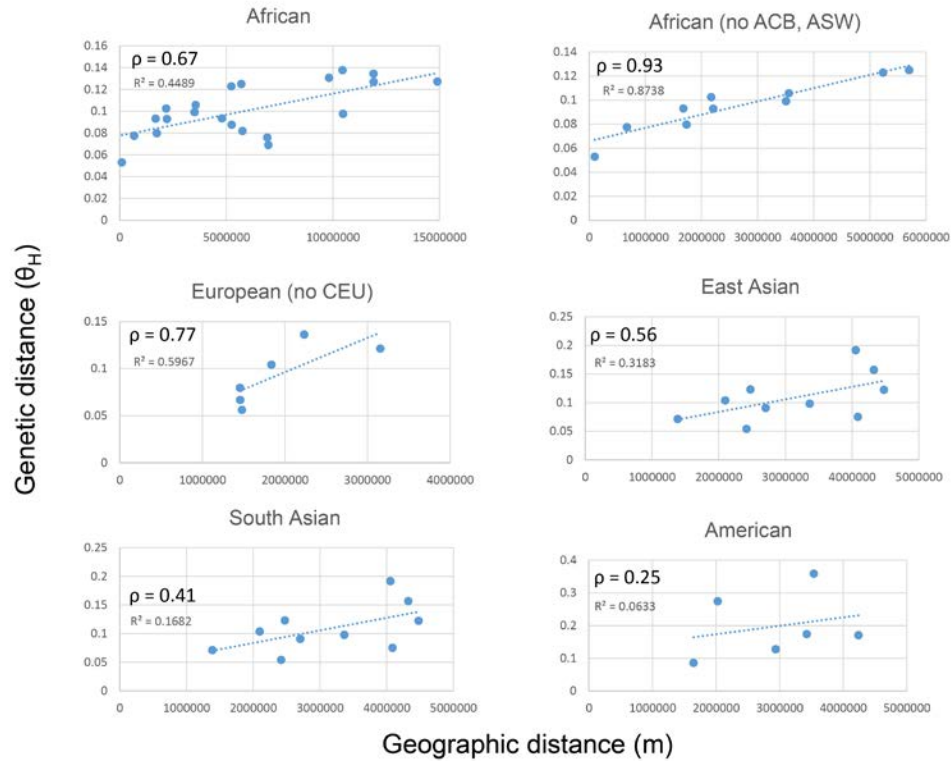 African
ρ = 0.67
R² = 0.4489
0.16
0.14
0.12
0.1
0.08
0.06
0.04
0.02
0
0 5000000 10000000 15000000
African (no ACB, ASW)
ρ = 0.93
R² = 0.8738
0.14
0.12
0.1
0.08
0.06
0.04
0.02
0
0 1000000 2000000 3000000 4000000 5000000 6000000
Genetic distance (θH)
European (no CEU)
ρ = 0.77
R² = 0.5967
0.15
0.1
0.05
0
0 1000000 2000000 3000000 4000000
East Asian
ρ = 0.56
R² = 0.3183
0.25
0.2
0.15
0.1
0.05
0
0 1000000 2000000 3000000 4000000 5000000
South Asian
ρ = 0.41
R² = 0.1682
0.25
0.2
0.15
0.1
0.05
0
0 1000000 2000000 3000000 4000000 5000000
American
ρ = 0.25
R² = 0.0633
0.4
0.3
0.2
0.1
0
0 1000000 2000000 3000000 4000000 5000000
Geographic distance (m)